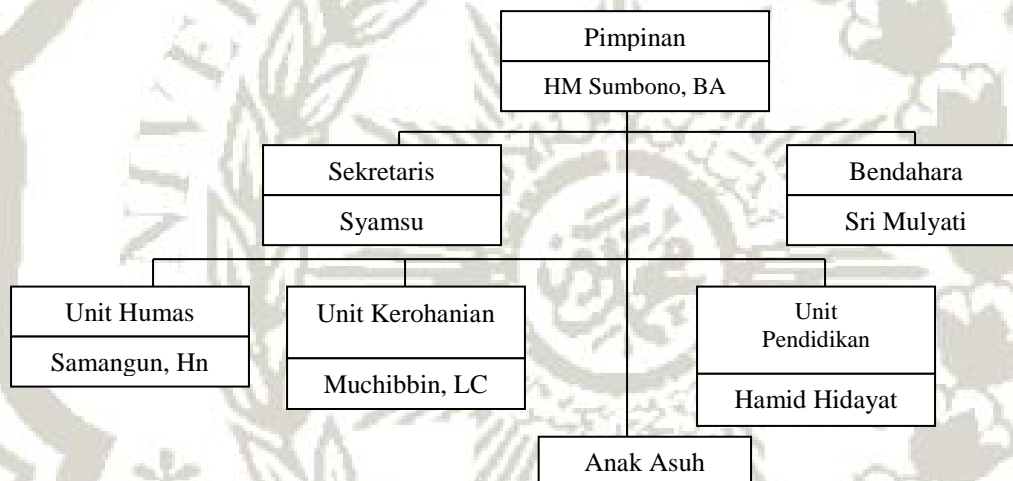 Pimpinan
HM Sumbono, BA
Sekretaris
Syamsu
Bendahara
Sri Mulyati
Unit Humas
Samangun, Hn
Unit Kerohanian
Muchibbin, LC
Unit
Pendidikan
Hamid Hidayat
Anak Asuh